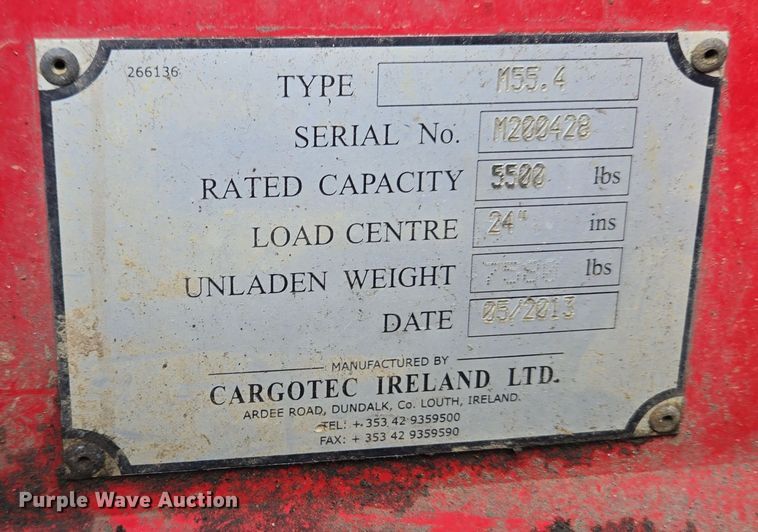 266136
TYPE M55.4
SERIAL No. M200428
RATED CAPACITY 5500 lbs
LOAD CENTRE 24" ins
UNLADEN WEIGHT 7580 lbs
DATE 05/2013
MANUFACTURED BY
CARGOTEC IRELAND LTD.
ARDEE ROAD, DUNDALK, Co. LOUTH, IRELAND.
TEL: + 353 42 9359500
FAX: + 353 42 9359590
Purple Wave Auction